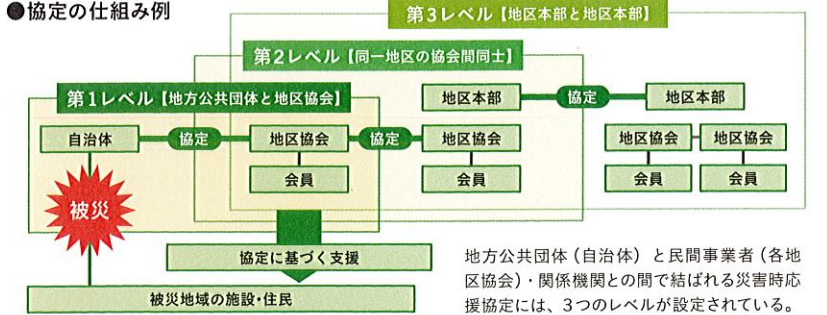 ●協定の仕組み例
第3レベル【地区本部と地区本部】
第2レベル【同一地区の協会間同士】
第1レベル【地方公共団体と地区協会】
地区本部
協定
地区本部
自治体
協定
地区協会
協定
地区協会
地区協会
地区協会
会員
会員
会員
会員
被災
協定に基づく支援
被災地域の施設・住民
地方公共団体(自治体)と民間事業者(各地
区協会)・関係機関との間で結ばれる災害時応
援協定には、3つのレベルが設定されている。